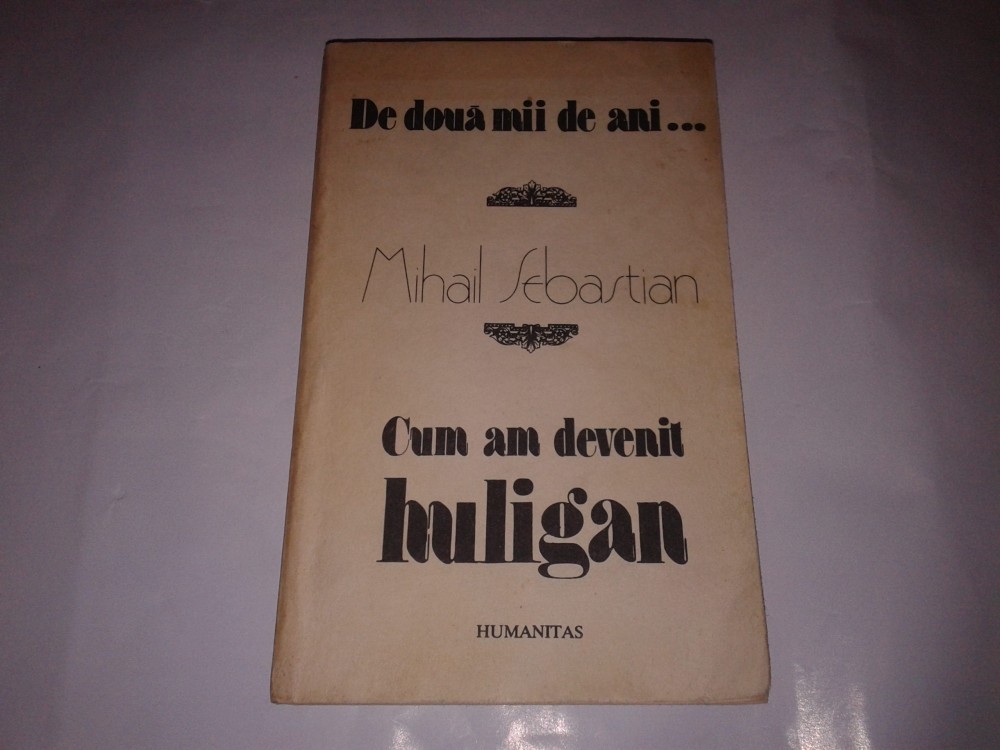 De două mii de ani...
Mihail Sebastian
Cum am devenit
huligan
HUMANITAS